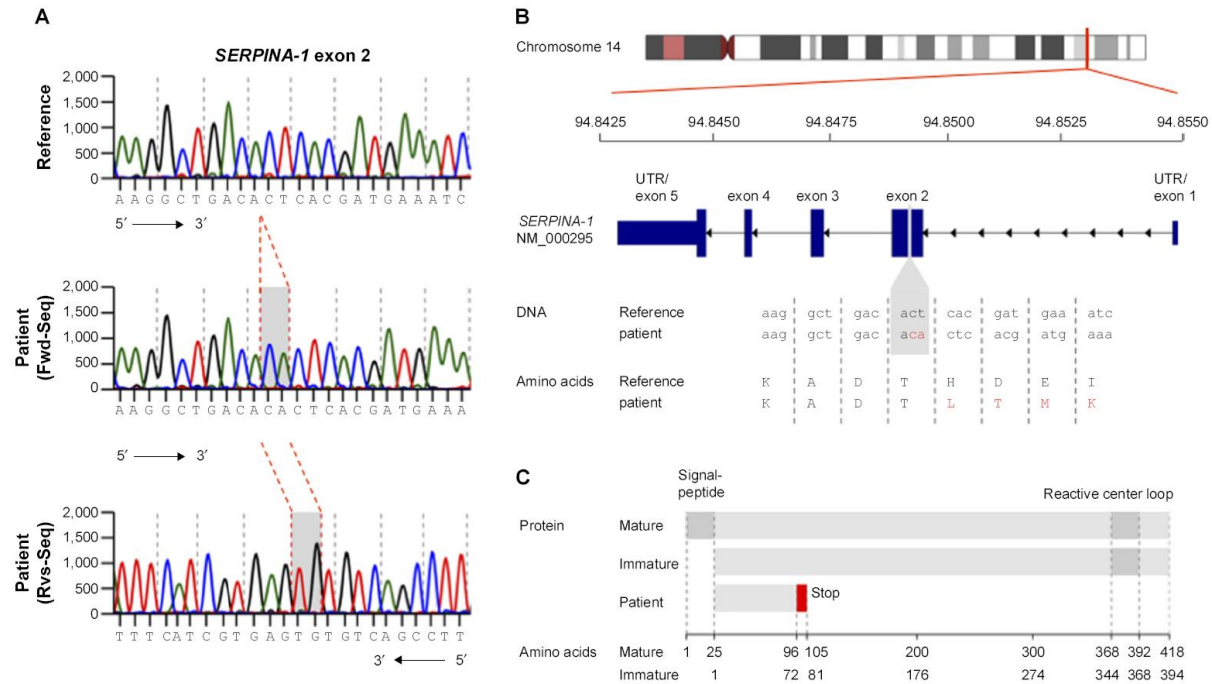 A
SERPINA-1 exon 2
Reference
2,000
1,500
1,000
500
0
A A G G C T G A C A C T C A C G A T G A A A T C
5′ 3′
Patient
(Fwd-Seq)
2,000
1,500
1,000
500
0
A A G G C T G A C A C A C T C A C G A T G A A A
5′ 3′
Patient
(Rvs-Seq)
2,000
1,500
1,000
500
0
T T T C A T C G T G A G T G T G T C A G C C T T
3′ 5′
B
Chromosome 14
94.8425 94.8450 94.8475 94.850 94.8525 94.8550
UTR/
exon 5
exon 4
exon 3
exon 2
UTR/
exon 1
SERPINA-1
NM_000295
DNA
Reference aag gct gac act cac gat gaa atc
patient aag gct gac aca ctc acg atg aaa
Amino acids
Reference K A D T H D E I
patient K A D T L T M K
C
Signal-
peptide
Reactive center loop
Protein
Mature
Immature
Patient
Stop
Amino acids
Mature 1 25 96 105 200 300 368 392 418
Immature 1 72 81 176 274 344 368 394